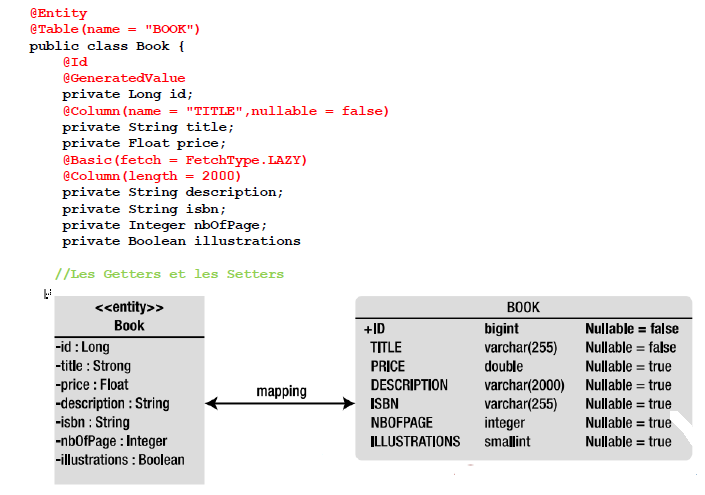 @Entity
@Table(name = "BOOK")
public class Book {
@Id
@GeneratedValue
private Long id;
@Column(name = "TITLE",nullable = false)
private String title;
private Float price;
@Basic(fetch = FetchType.LAZY)
@Column(length = 2000)
private String description;
private String isbn;
private Integer nbOfPage;
private Boolean illustrations
//Les Getters et les Setters
<<entity>>
Book
-id : Long
-title : Strong
-price : Float
-description : String
-isbn : String
-nbOfPage : Integer
-illustrations : Boolean
mapping
BOOK
+ID bigint Nullable = false
TITLE varchar(255) Nullable = false
PRICE double Nullable = true
DESCRIPTION varchar(2000) Nullable = true
ISBN varchar(255) Nullable = true
NBOFPAGE integer Nullable = true
ILLUSTRATIONS smallint Nullable = true